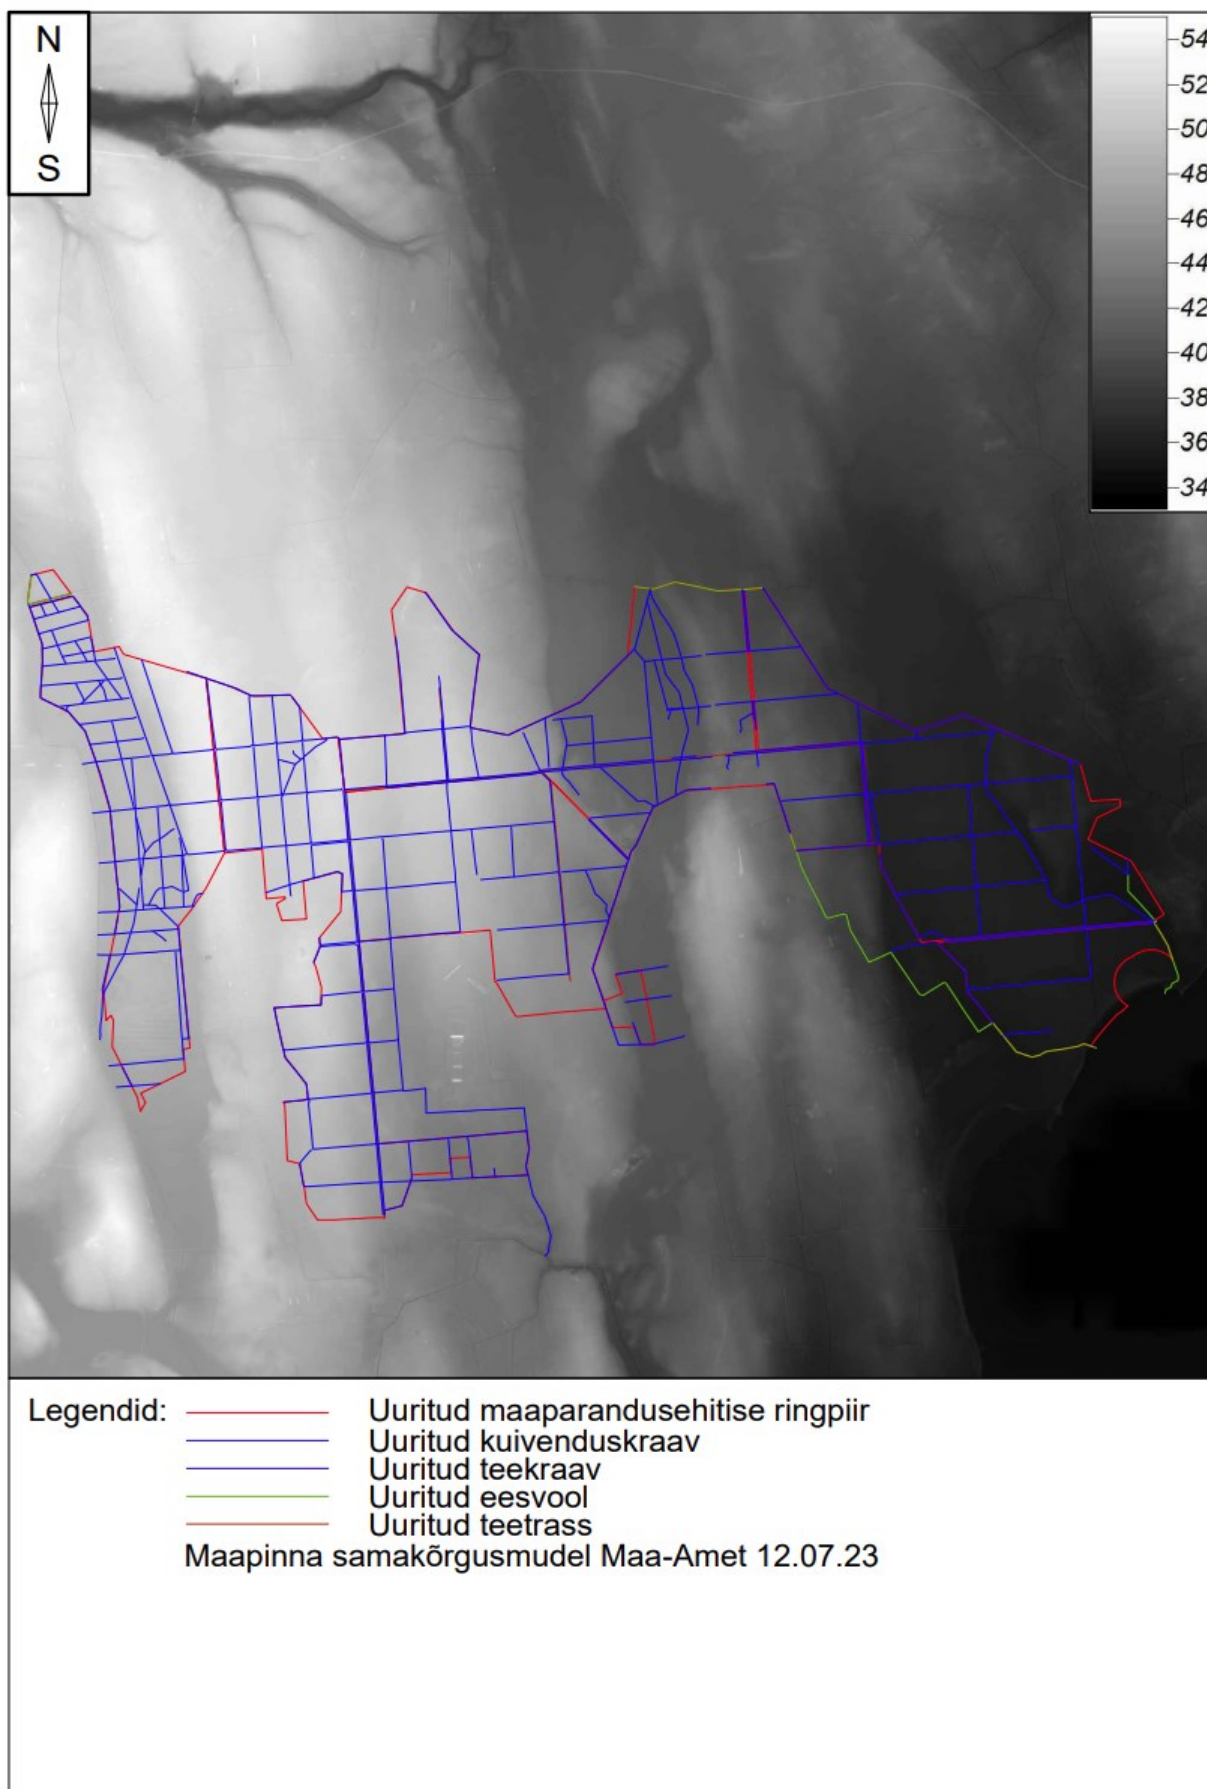 N
S
54
52
50
48
46
44
42
40
38
36
34
Legendid:
Uuritud maaparandusehitise ringpiir
Uuritud kuivenduskraav
Uuritud teekraav
Uuritud eesvool
Uuritud teetrass
Maapinna samakõrgusmudel Maa-Amet 12.07.23